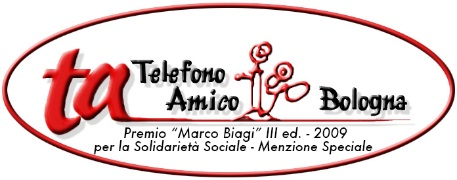 ta Telefono
Amico Bologna
Premio "Marco Biagi" III ed. - 2009
per la Solidarietà Sociale - Menzione Speciale